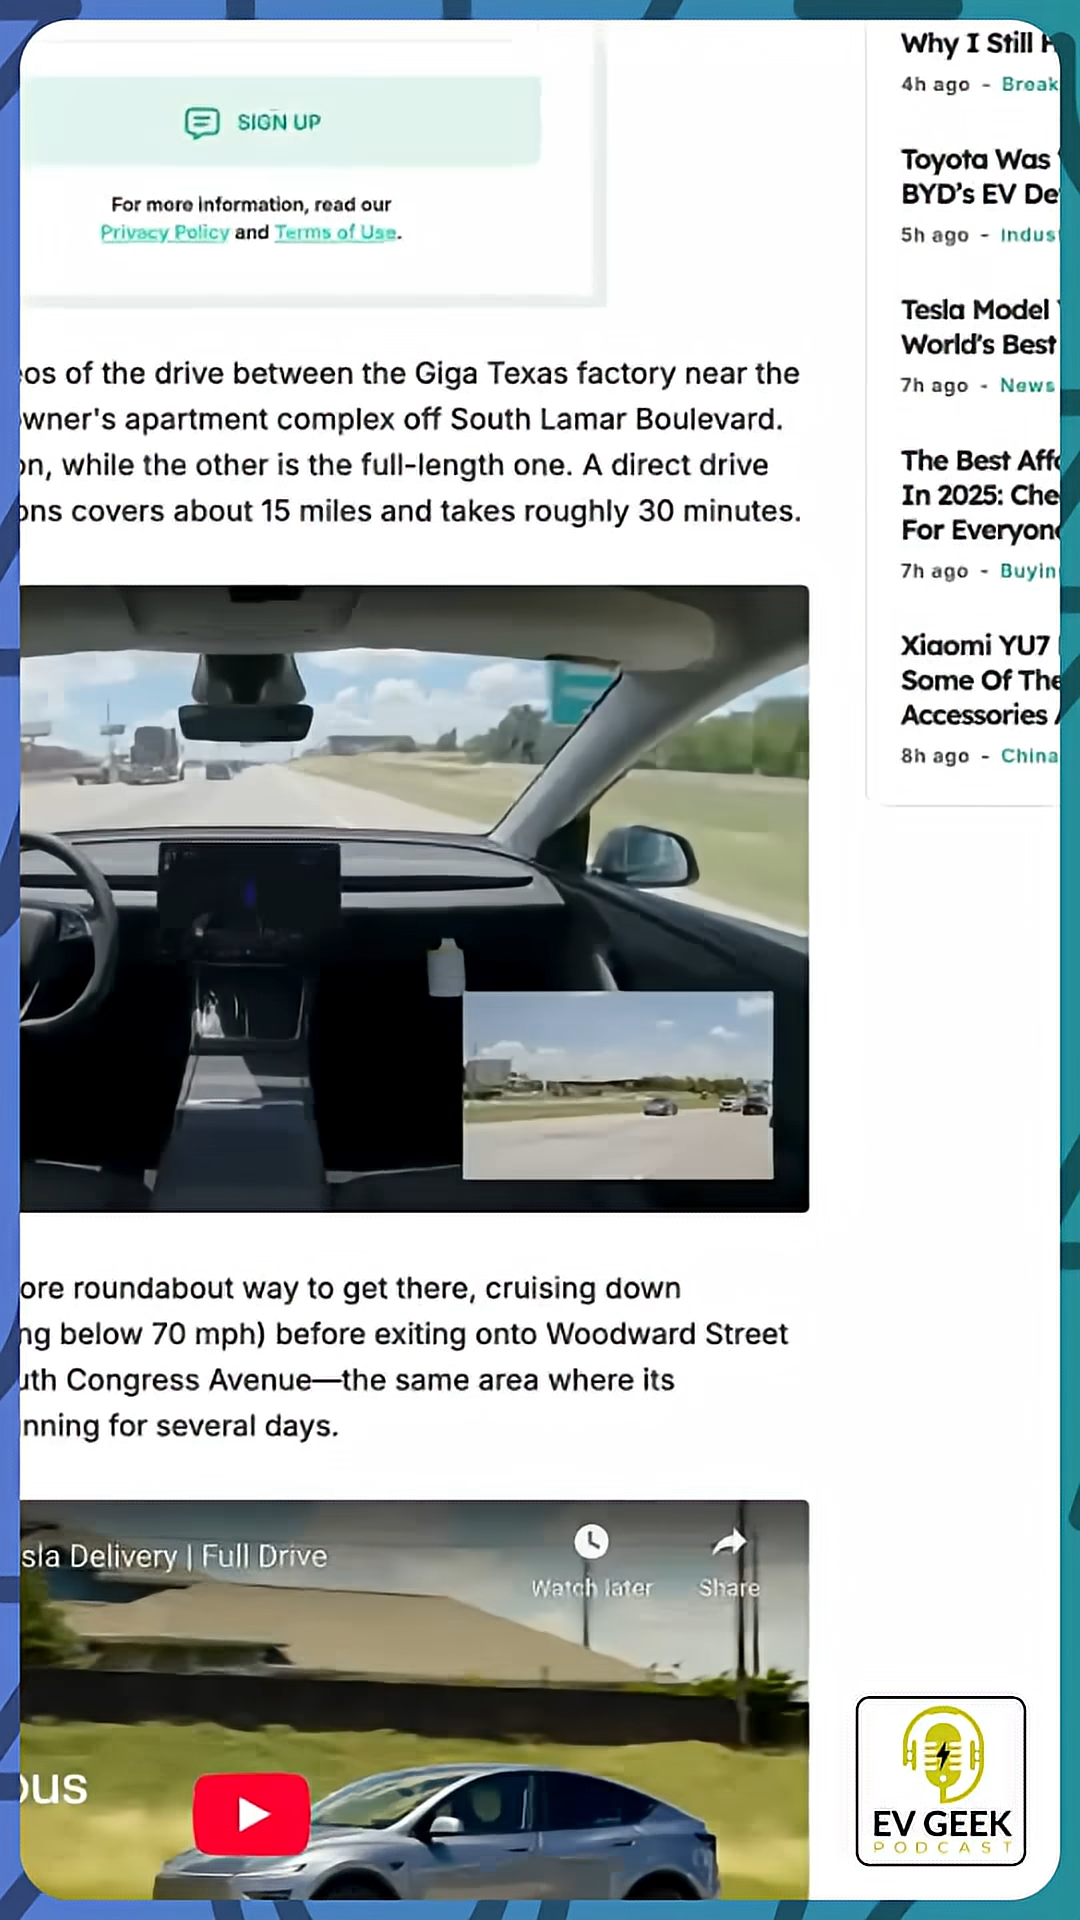 SIGN UP
For more information, read our
Privacy Policy and Terms of Use.
eos of the drive between the Giga Texas factory near the
owner's apartment complex off South Lamar Boulevard.
on, while the other is the full-length one. A direct drive
ons covers about 15 miles and takes roughly 30 minutes.
ore roundabout way to get there, cruising down
ng below 70 mph) before exiting onto Woodward Street
uth Congress Avenue—the same area where its
nning for several days.
sla Delivery | Full Drive
Watch later
Share
ous
Why I Still H
4h ago - Break
Toyota Was
BYD's EV De
5h ago - Indus
Tesla Model Y
World's Best
7h ago - News
The Best Affo
In 2025: Che
For Everyone
7h ago - Buyin
Xiaomi YU7
Some Of The
Accessories A
8h ago - China
EV GEEK
PODCAST